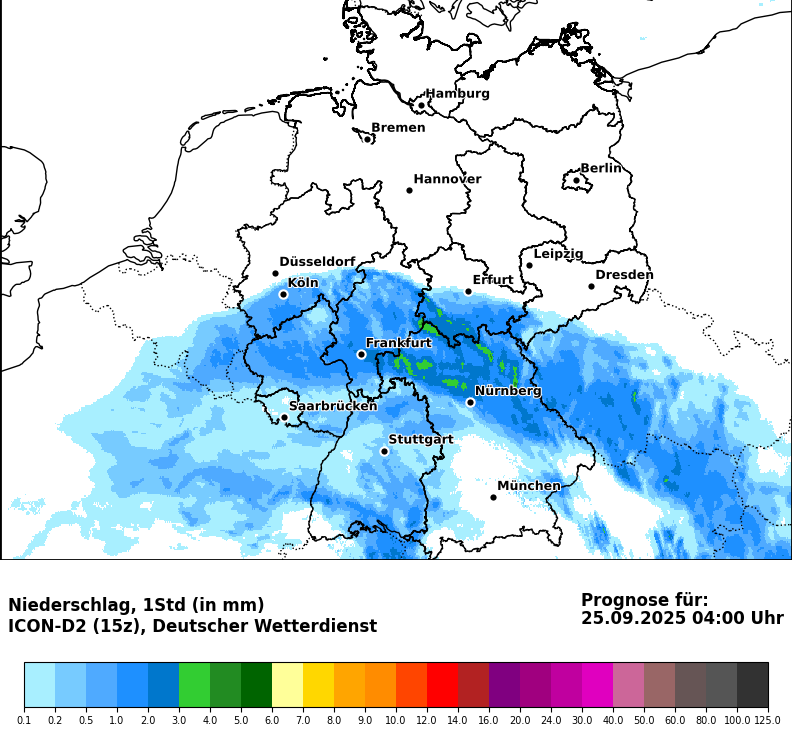 Hamburg
Bremen
Berlin
Hannover
Leipzig
Düsseldorf
Dresden
Köln
Erfurt
Frankfurt
Nürnberg
Saarbrücken
Stuttgart
München
Niederschlag, 1Std (in mm)
ICON-D2 (15z), Deutscher Wetterdienst
Prognose für:
25.09.2025 04:00 Uhr
0.1 0.2 0.5 1.0 2.0 3.0 4.0 5.0 6.0 7.0 8.0 9.0 10.0 12.0 14.0 16.0 20.0 24.0 30.0 40.0 50.0 60.0 80.0 100.0 125.0